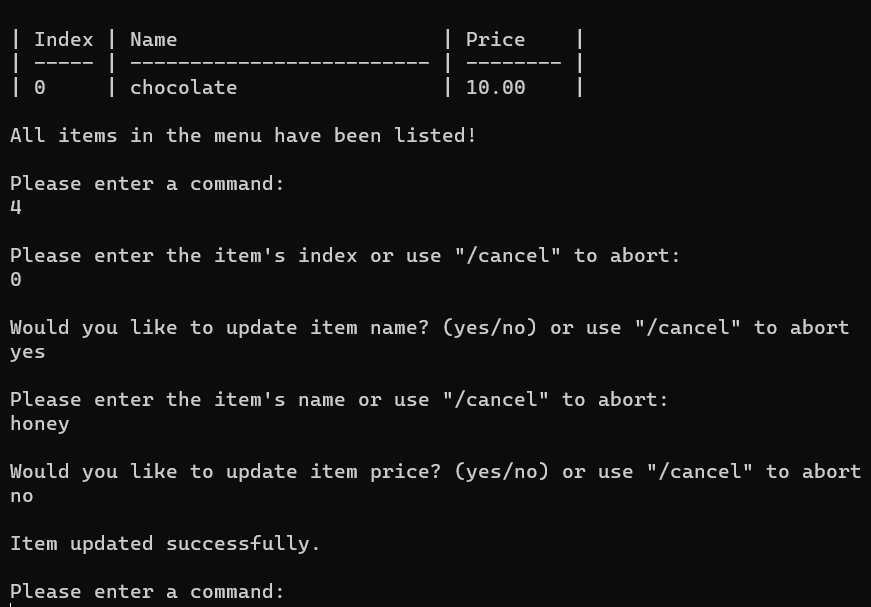 | Index | Name                      | Price    |
| ----- | ------------------------- | -------- |
| 0     | chocolate                 | 10.00    |
All items in the menu have been listed!
Please enter a command:
4
Please enter the item's index or use "/cancel" to abort:
0
Would you like to update item name? (yes/no) or use "/cancel" to abort
yes
Please enter the item's name or use "/cancel" to abort:
honey
Would you like to update item price? (yes/no) or use "/cancel" to abort
no
Item updated successfully.
Please enter a command: